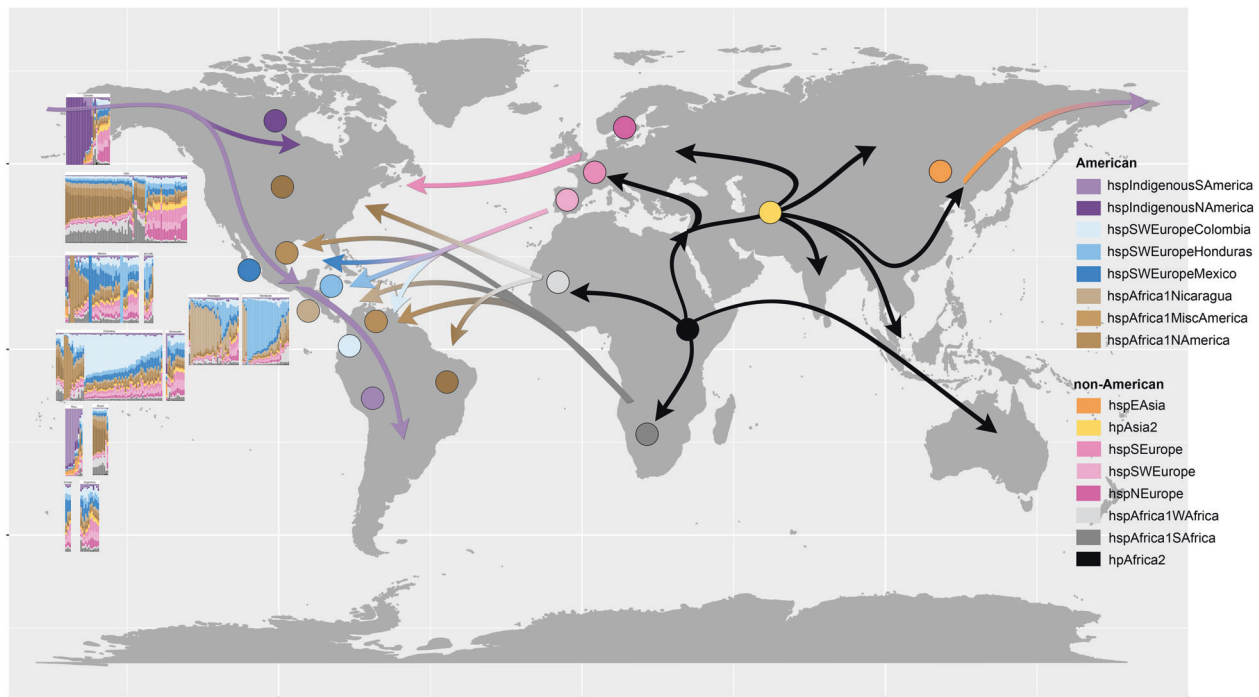 American
hspIndigenousSAmerica
hspIndigenousNAmerica
hspSWEuropeColombia
hspSWEuropeHonduras
hspSWEuropeMexico
hspAfrica1Nicaragua
hspAfrica1MiscAmerica
hspAfrica1NAmerica
non-American
hspEAsia
hpAsia2
hspSEurope
hspSWEurope
hspNEurope
hspAfrica1WAfrica
hspAfrica1SAfrica
hpAfrica2